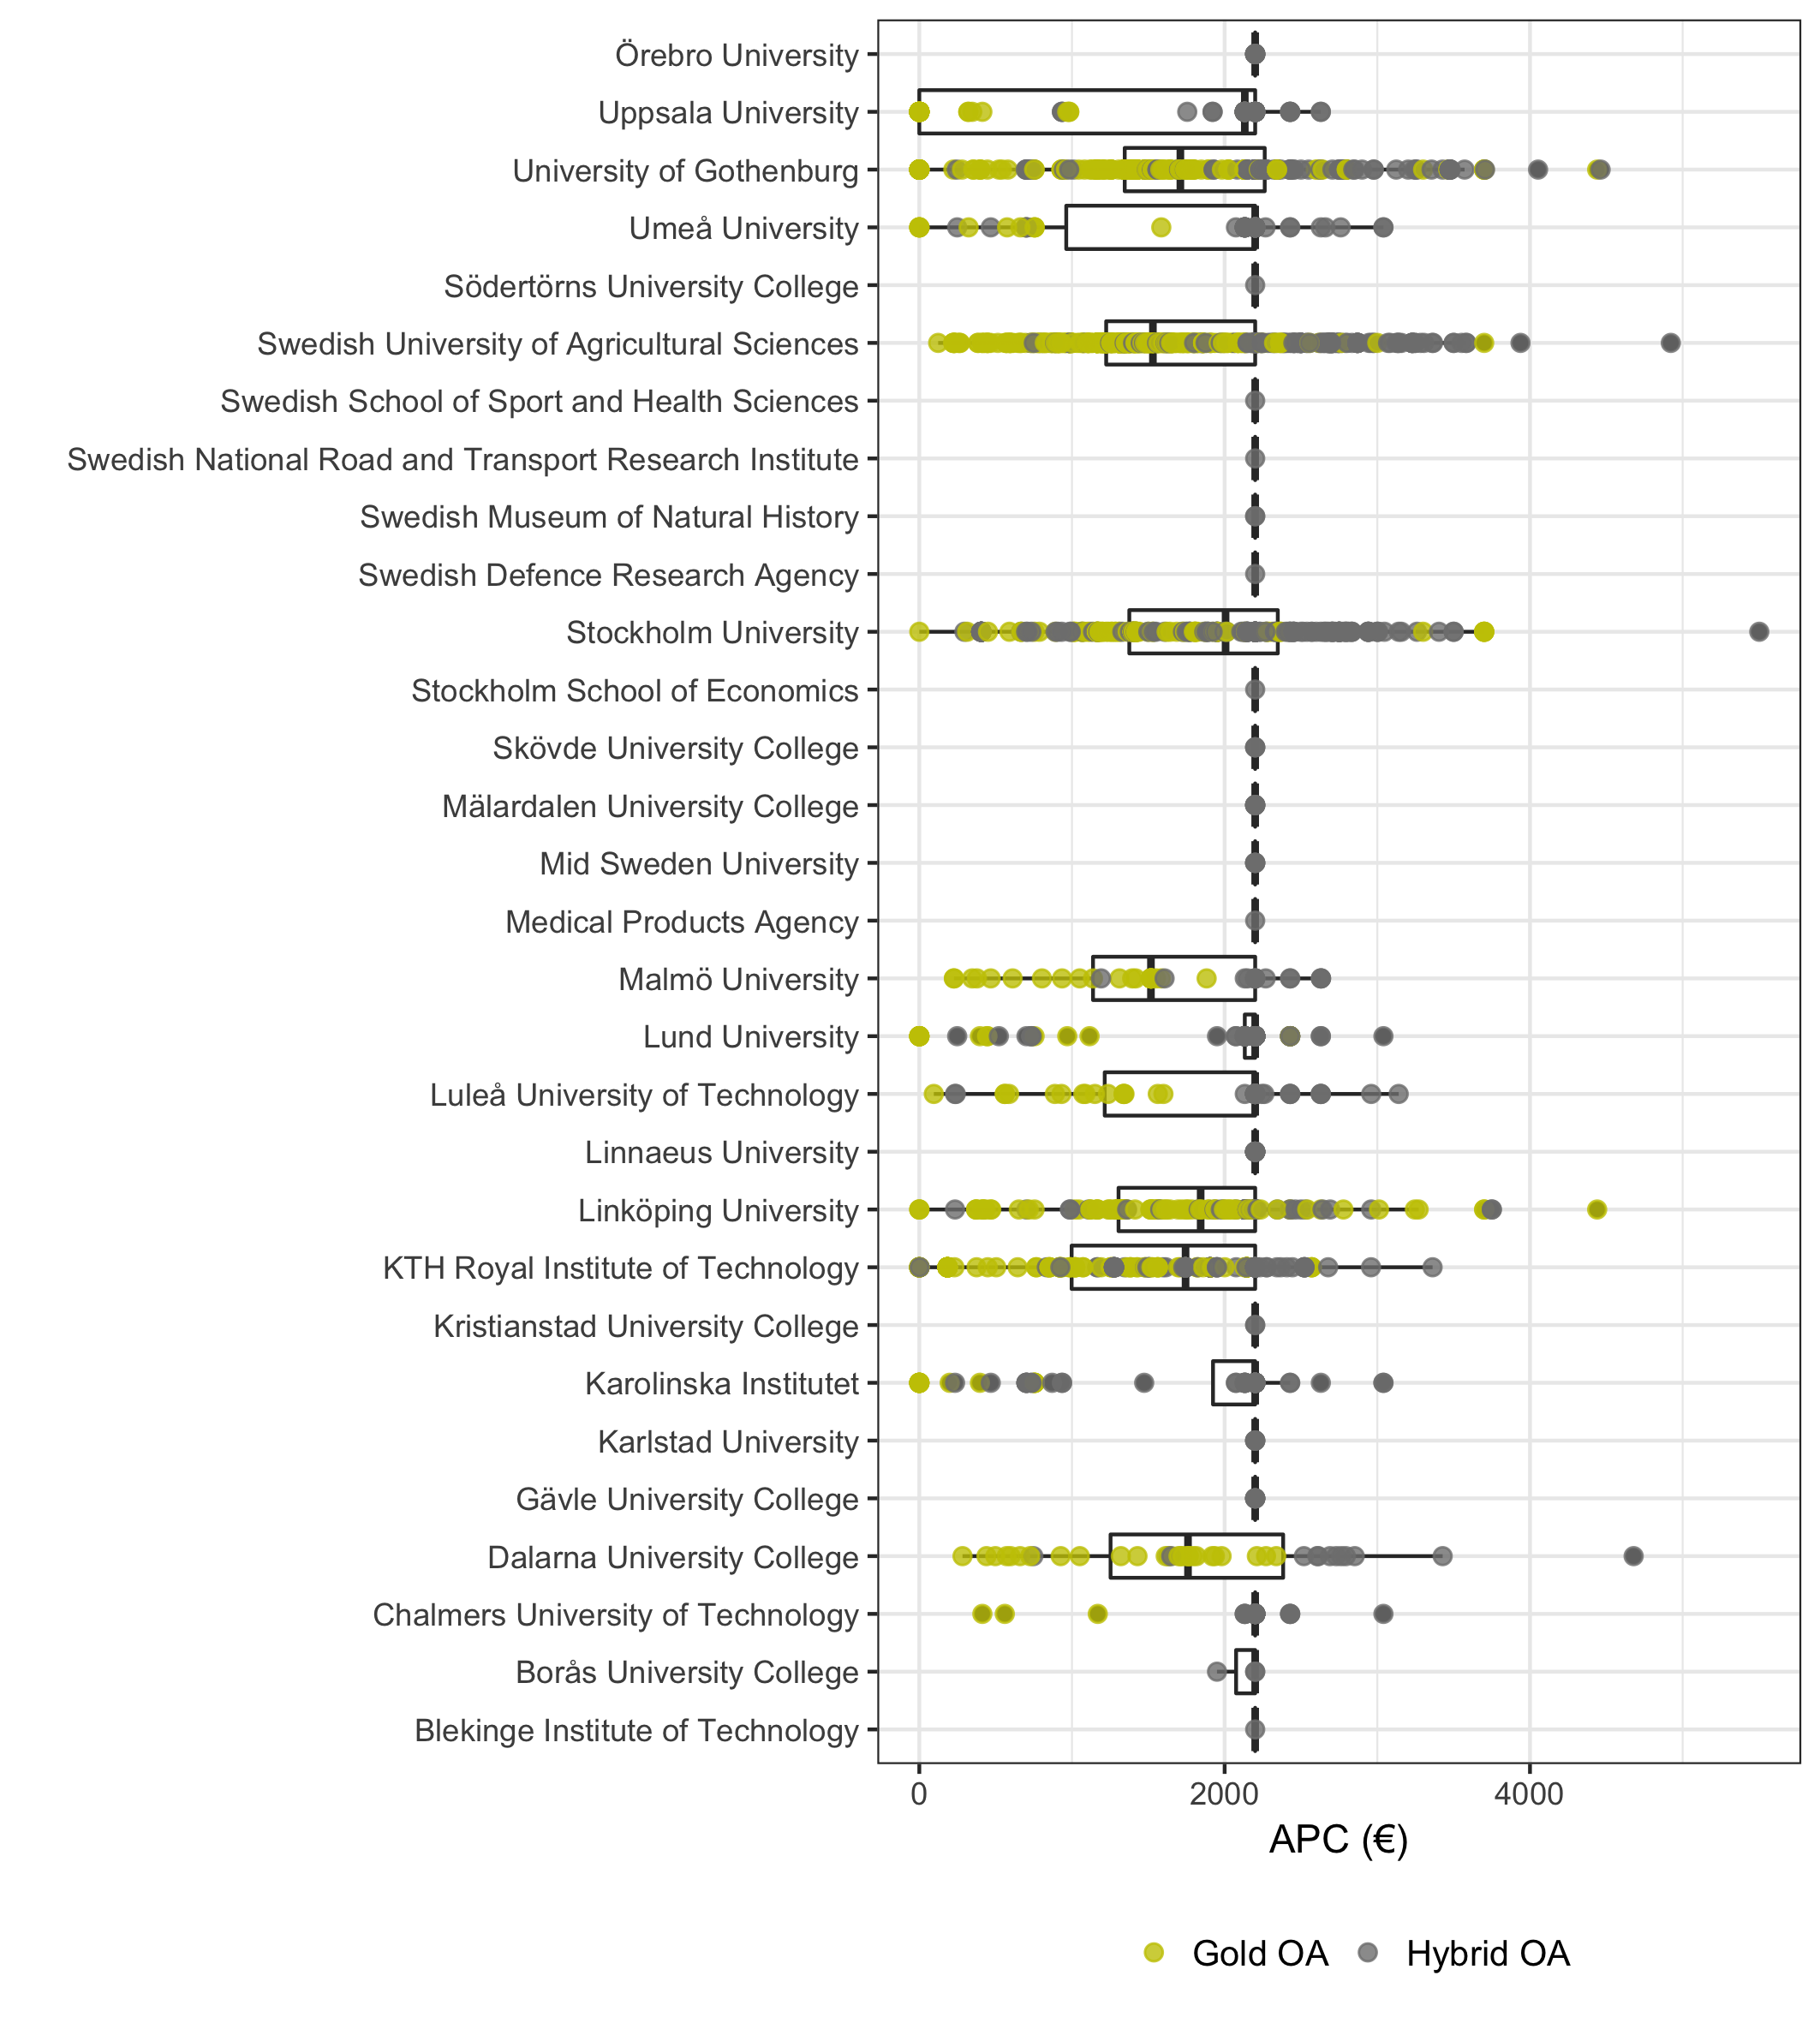 Örebro University
Uppsala University
University of Gothenburg
Umeå University
Södertörns University College
Swedish University of Agricultural Sciences
Swedish School of Sport and Health Sciences
Swedish National Road and Transport Research Institute
Swedish Museum of Natural History
Swedish Defence Research Agency
Stockholm University
Stockholm School of Economics
Skövde University College
Mälardalen University College
Mid Sweden University
Medical Products Agency
Malmö University
Lund University
Luleå University of Technology
Linnaeus University
Linköping University
KTH Royal Institute of Technology
Kristianstad University College
Karolinska Institutet
Karlstad University
Gävle University College
Dalarna University College
Chalmers University of Technology
Borås University College
Blekinge Institute of Technology
0 2000 4000
APC (€)
Gold OA Hybrid OA